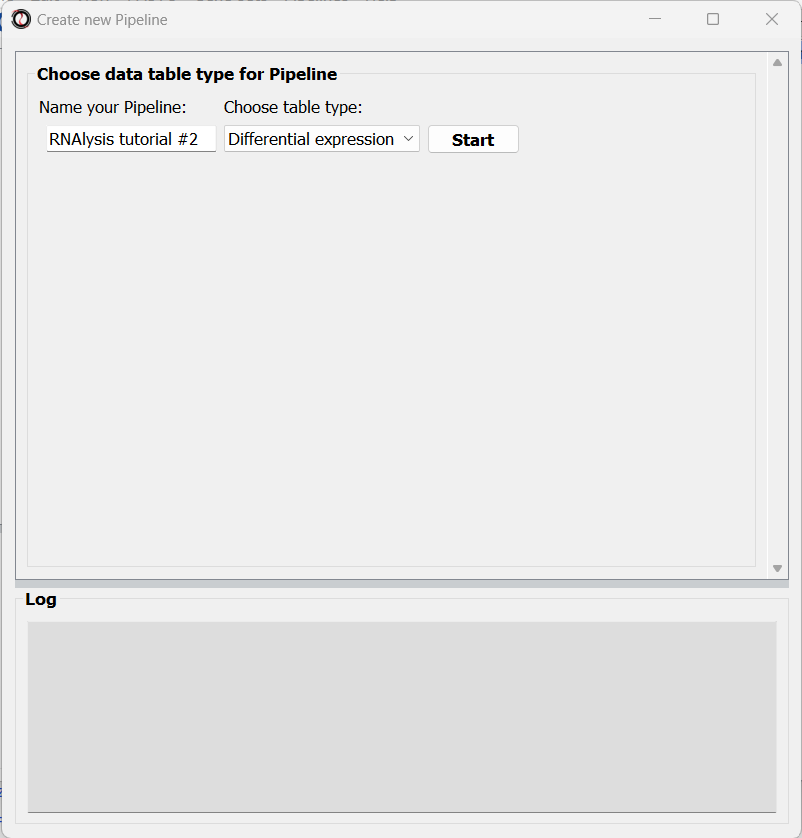 Create new Pipeline
Choose data table type for Pipeline
Name your Pipeline: Choose table type:
RNAlysis tutorial #2 Differential expression Start
Log